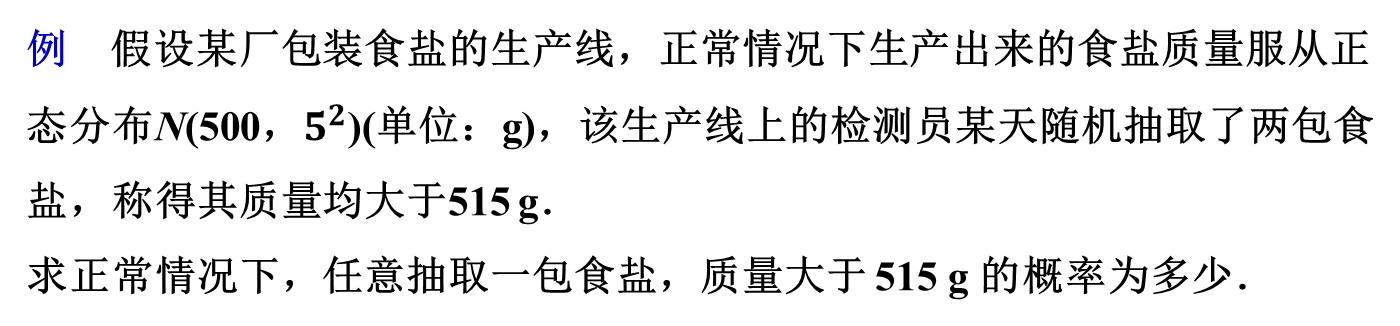 例 假设某厂包装食盐的生产线，正常情况下生产出来的食盐质量服从正
态分布N(500，5²)(单位：g)，该生产线上的检测员某天随机抽取了两包食
盐，称得其质量均大于515 g．
求正常情况下，任意抽取一包食盐，质量大于 515 g 的概率为多少．